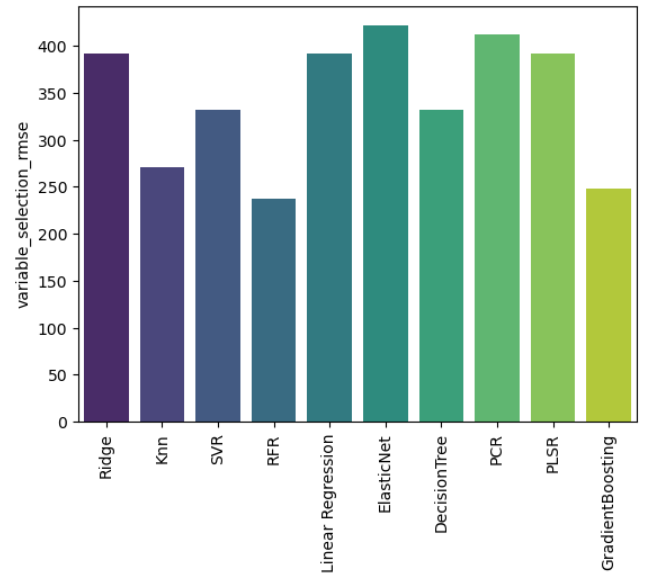 variable_selection_rmse
400
350
300
250
200
150
100
50
0
Ridge
Knn
SVR
RFR
Linear Regression
ElasticNet
DecisionTree
PCR
PLSR
GradientBoosting